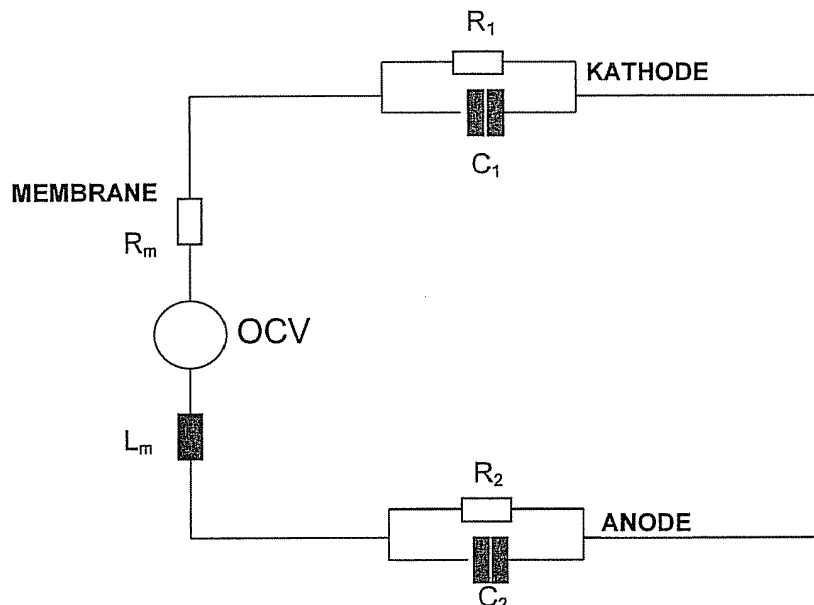 R₁
KATHODE
C₁
MEMBRANE
Rₘ
OCV
Lₘ
R₂
ANODE
C₂